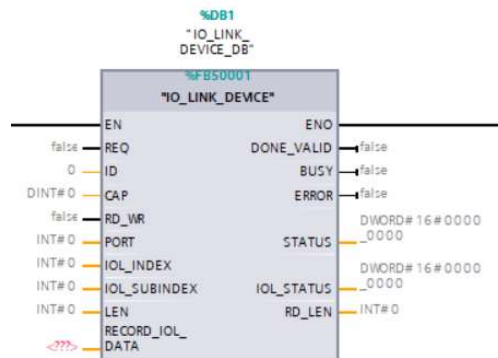 %DB1
"IO_LINK_
DEVICE_DB"
%FB50001
"IO_LINK_DEVICE"
EN ENO
false REQ DONE_VALID false
0 ID BUSY false
DINT#0 CAP ERROR false
false RD_WR
INT#0 PORT STATUS DWORD#16#0000
_0000
INT#0 IOL_INDEX
INT#0 IOL_SUBINDEX IOL_STATUS DWORD#16#0000
_0000
INT#0 LEN RD_LEN INT#0
<???> RECORD_IOL_
DATA